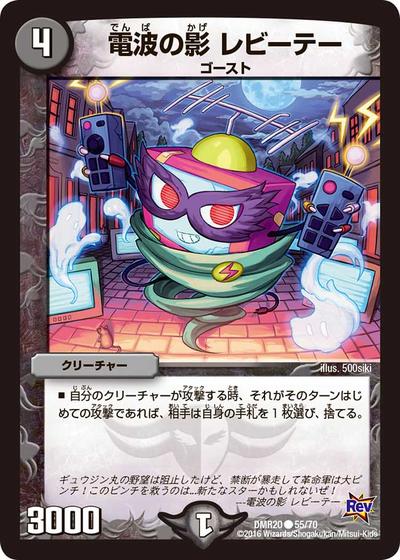 4
でんぱ かげ
電波の影 レビーテー
ゴースト
illus. 500siki
クリーチャー
■ 自分のクリーチャーが攻撃する時、それがそのターンはじ
めての攻撃であれば、相手は自身の手札を1枚選び、捨てる。
ギュウジン丸の野望は阻止したけど、禁断が暴走して革命軍は大ピ
ンチ！このピンチを救うのは…新たなスターかもしれないぜ！
---電波の影 レビーテー
Rev
3000
1
DMR20 ● 55/70
©2016 Wizards/Shogakukan/Mitsui-Kids